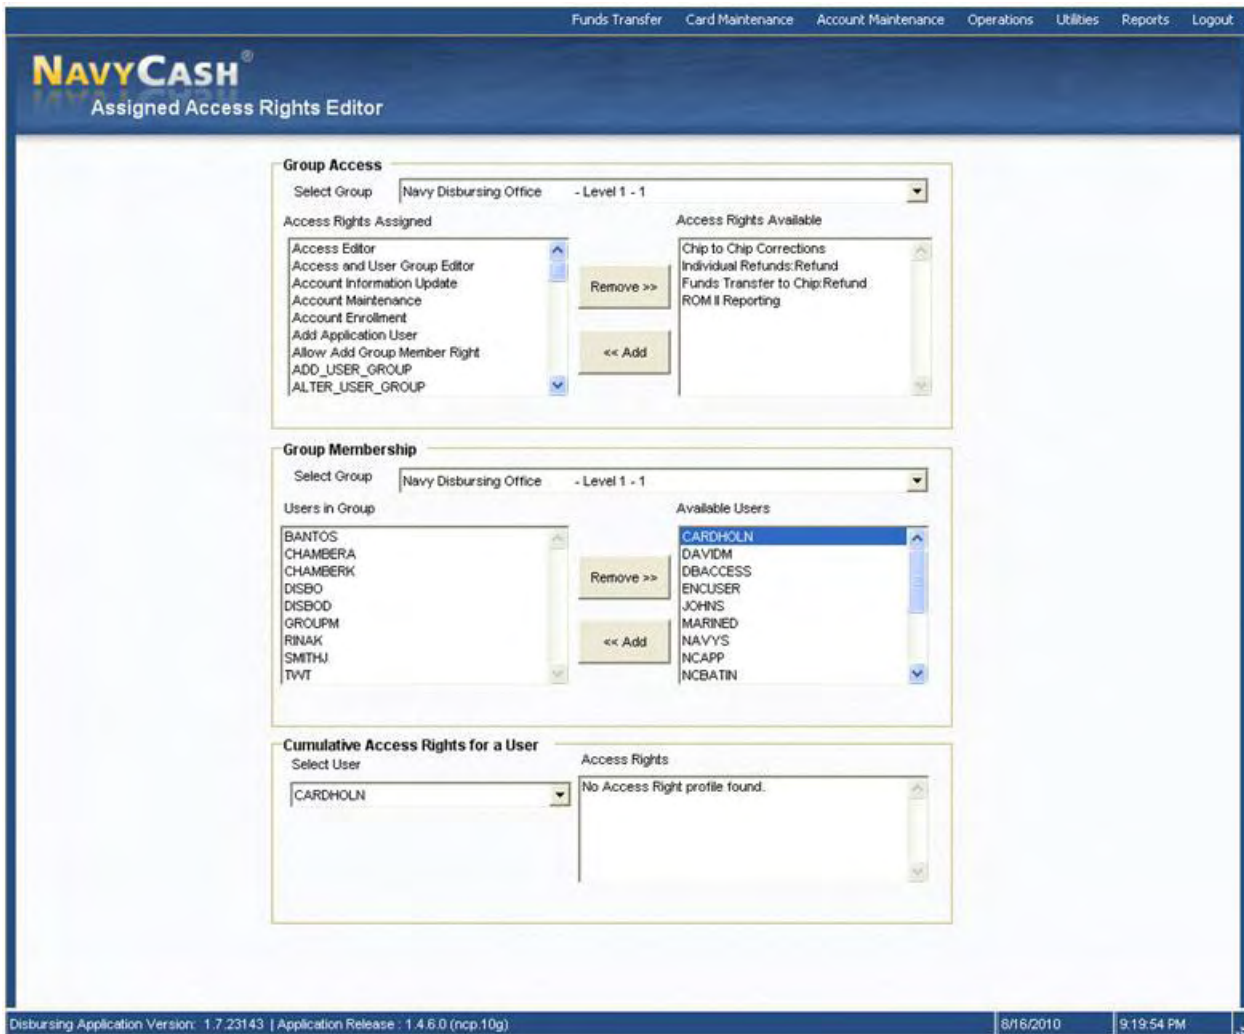 Funds Transfer Card Maintenance Account Maintenance Operations Utilities Reports Logout
NAVYCASH®
Assigned Access Rights Editor
Group Access
Select Group Navy Disbursing Office - Level 1 - 1
Access Rights Assigned
Access Editor
Access and User Group Editor
Account Information Update
Account Maintenance
Account Enrollment
Add Application User
Allow Add Group Member Right
ADD_USER_GROUP
ALTER_USER_GROUP
Remove >>
<< Add
Access Rights Available
Chip to Chip Corrections
Individual Refunds:Refund
Funds Transfer to Chip:Refund
ROM II Reporting
Group Membership
Select Group Navy Disbursing Office - Level 1 - 1
Users in Group
BANTOS
CHAMBERA
CHAMBERK
DISBO
DISBOD
GROUPM
RINAK
SMITHJ
TWT
Remove >>
<< Add
Available Users
CARDHOLN
DAVIDM
DBACCESS
ENCUSER
JOHNS
MARINED
NAVYS
NCAPP
NCBATIN
Cumulative Access Rights for a User
Select User
CARDHOLN
Access Rights
No Access Right profile found.
Disbursing Application Version: 1.7.23143 | Application Release : 1.4.6.0 (ncp.10g) 8/16/2010 9:19:54 PM